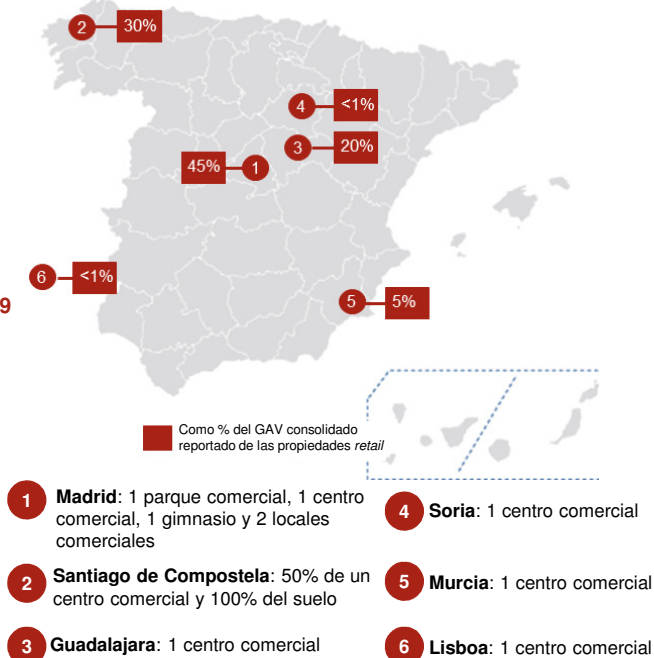 2 30%
4 <1%
3 20%
45% 1
6 <1%
9
5 5%
Como % del GAV consolidado
reportado de las propiedades retail
1 Madrid: 1 parque comercial, 1 centro
comercial, 1 gimnasio y 2 locales
comerciales
2 Santiago de Compostela: 50% de un
centro comercial y 100% del suelo
3 Guadalajara: 1 centro comercial
4 Soria: 1 centro comercial
5 Murcia: 1 centro comercial
6 Lisboa: 1 centro comercial